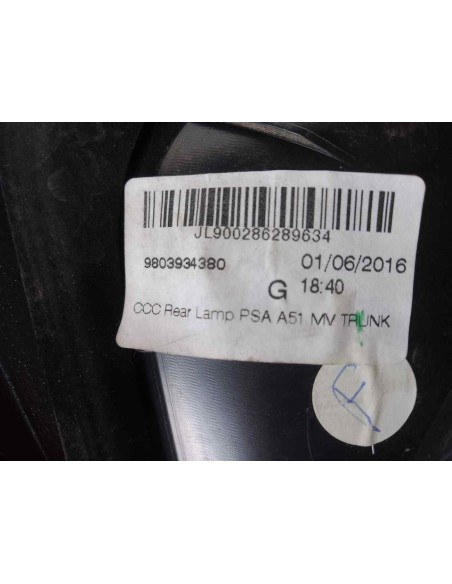 JL900286289634
9803934380 01/06/2016
G 18:40
CCC Rear Lamp PSA A51 MV TRUNK